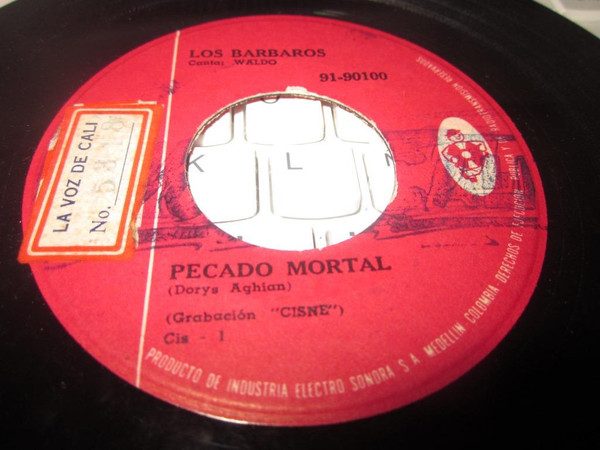 LOS BARBAROS
Canta: WALDO
91-90100
LA VOZ DE CALI
No.
K L
PECADO MORTAL
(Dorys Aghian)
(Grabación "CISNE")
Cis - 1
PRODUCTO DE INDUSTRIA ELECTRO SONORA S A MEDELLIN COLOMBIA DERECHOS DE PUBLICA Y